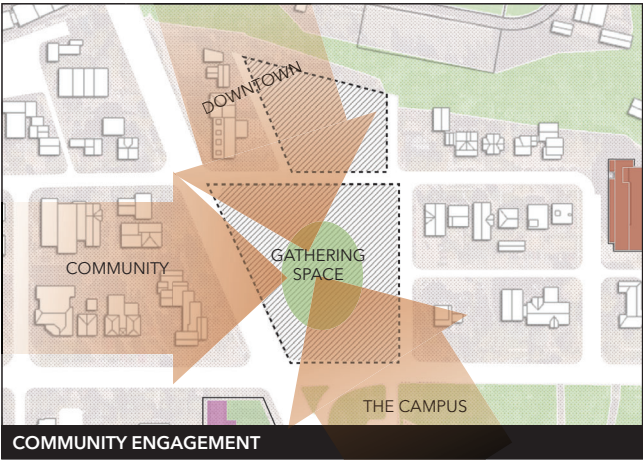 DOWNTOWN
GATHERING
SPACE
COMMUNITY
THE CAMPUS
COMMUNITY ENGAGEMENT